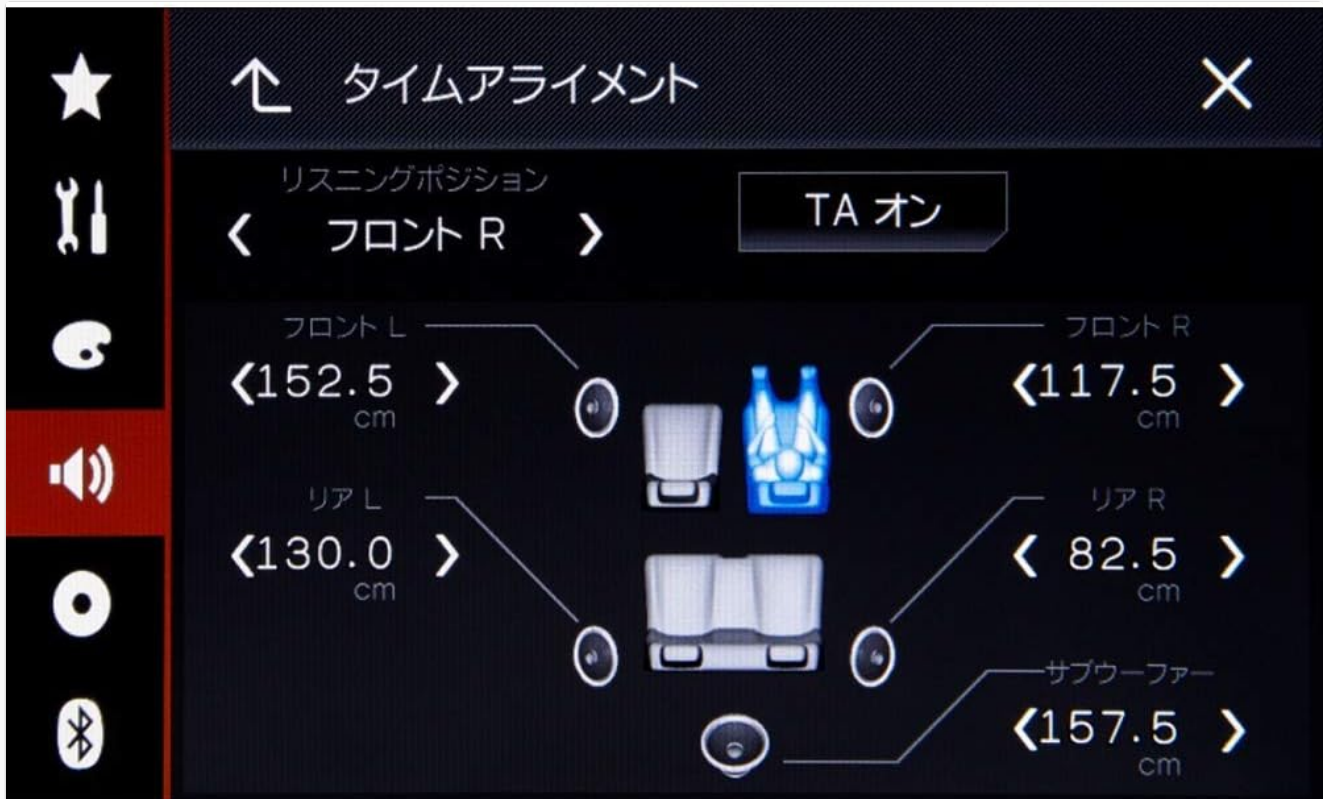 タイムアライメント
リスニングポジション
フロント R
TA オン
フロント L
152.5
cm
フロント R
117.5
cm
リア L
130.0
cm
リア R
82.5
cm
サブウーファー
157.5
cm